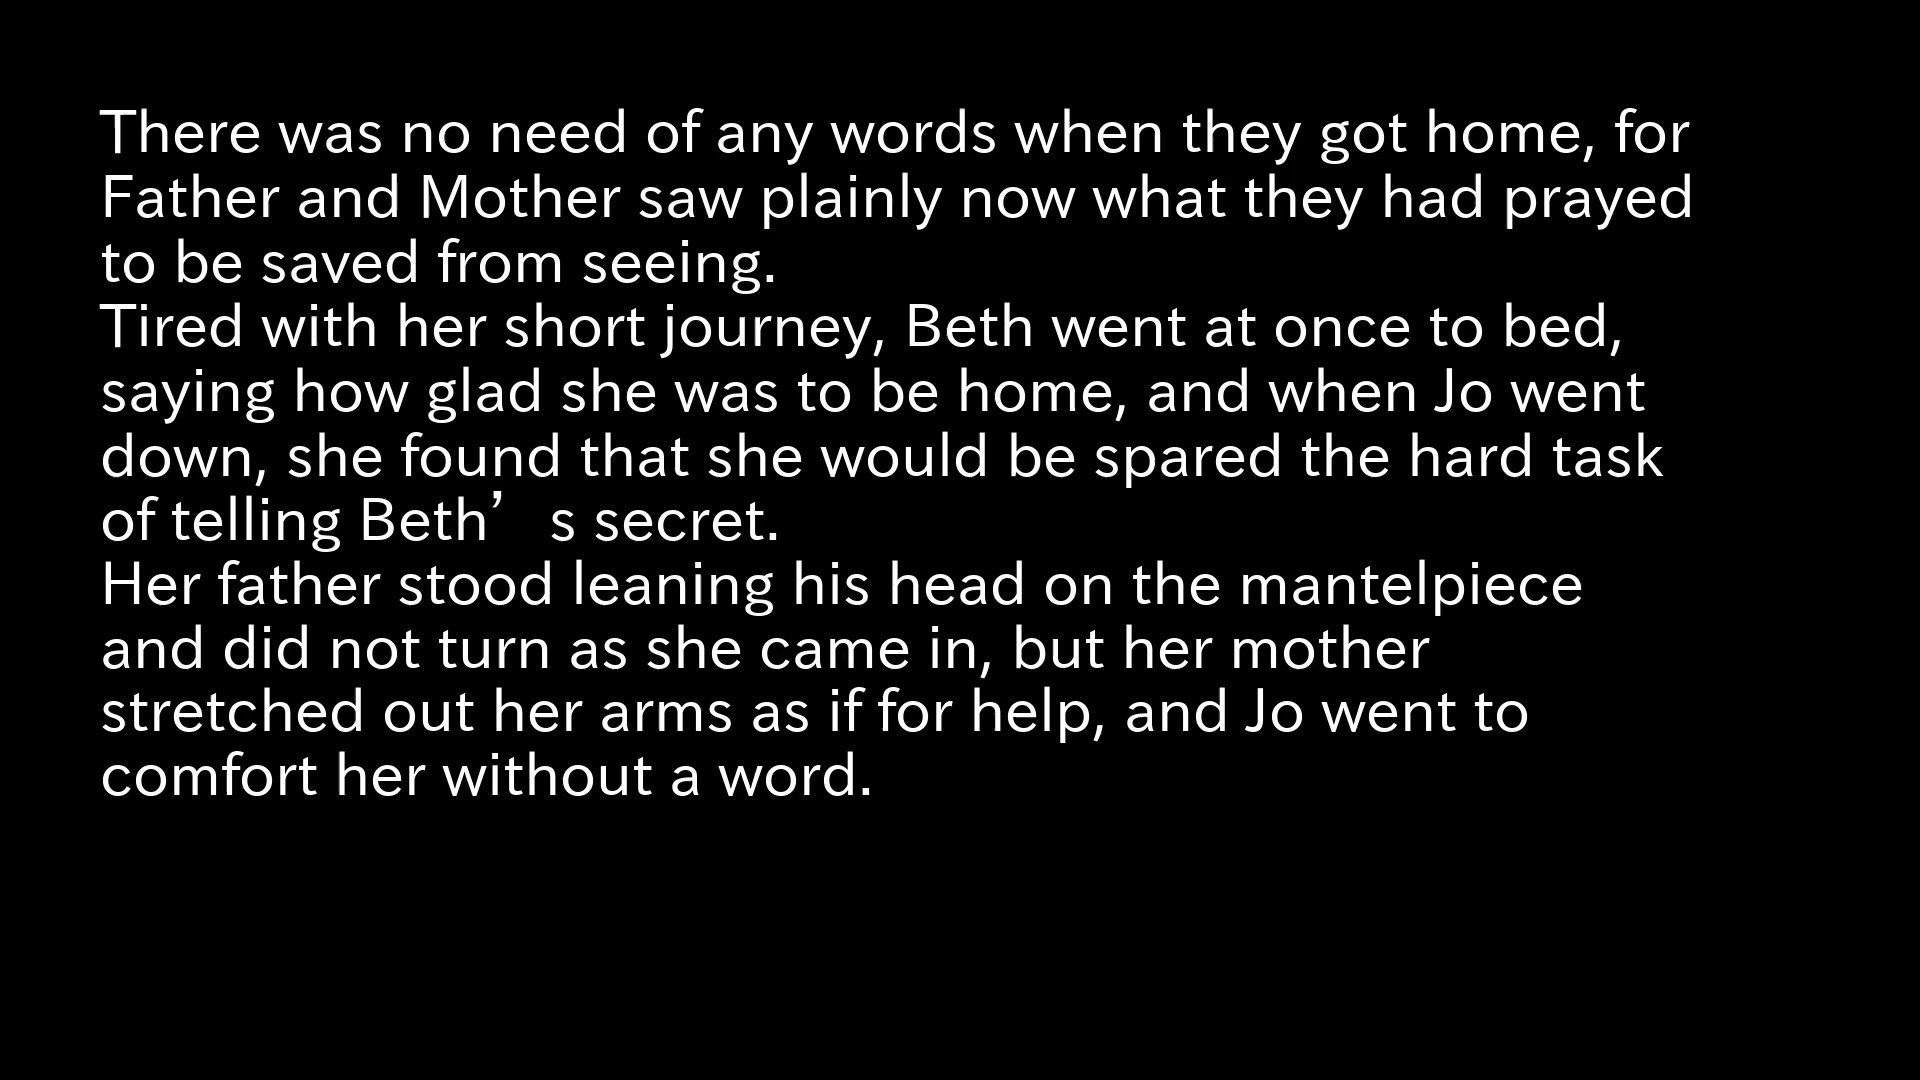 There was no need of any words when they got home, for
Father and Mother saw plainly now what they had prayed
to be saved from seeing.
Tired with her short journey, Beth went at once to bed,
saying how glad she was to be home, and when Jo went
down, she found that she would be spared the hard task
of telling Beth’s secret.
Her father stood leaning his head on the mantelpiece
and did not turn as she came in, but her mother
stretched out her arms as if for help, and Jo went to
comfort her without a word.